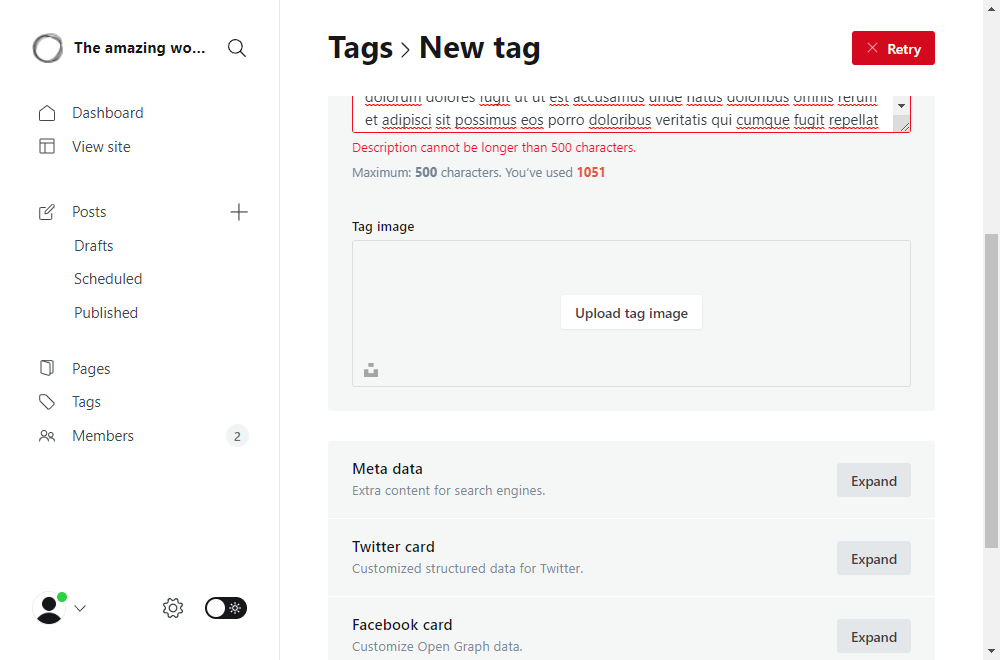 The amazing wo...
Dashboard
View site
Posts
Drafts
Scheduled
Published
Pages
Tags
Members
2
Tags
New tag
Retry
dolorum dolores fugit ut ut est accusamus unde natus doloribus omnis rerum
et adipisci sit possimus eos porro doloribus veritatis qui cumque fugit repellat
Description cannot be longer than 500 characters.
Maximum: 500 characters. You've used 1051
Tag image
Upload tag image
Meta data
Extra content for search engines.
Expand
Twitter card
Customized structured data for Twitter.
Expand
Facebook card
Customize Open Graph data.
Expand